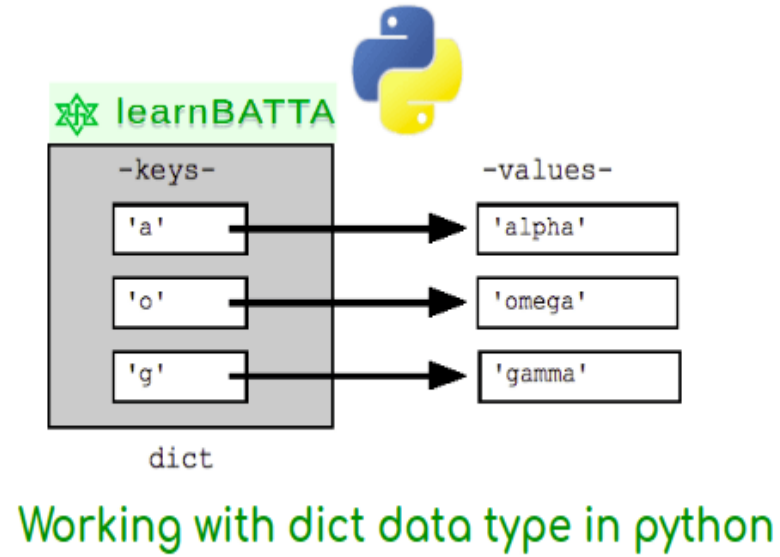 learnBATTA
-keys- -values-
'a' 'alpha'
'o' 'omega'
'g' 'gamma'
dict
Working with dict data type in python